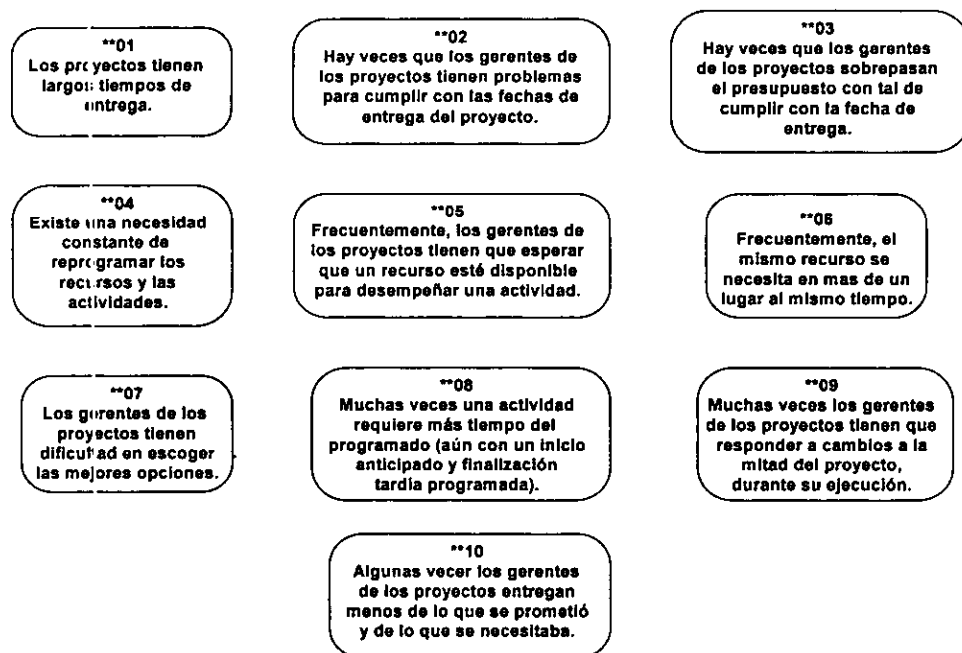 **01
Los proyectos tienen
largos tiempos de
entrega.
**02
Hay veces que los gerentes de
los proyectos tienen problemas
para cumplir con las fechas de
entrega del proyecto.
**03
Hay veces que los gerentes
de los proyectos sobrepasan
el presupuesto con tal de
cumplir con la fecha de
entrega.
**04
Existe una necesidad
constante de
reprogramar los
recursos y las
actividades.
**05
Frecuentemente, los gerentes de
los proyectos tienen que esperar
que un recurso esté disponible
para desempeñar una actividad.
**06
Frecuentemente, el
mismo recurso se
necesita en mas de un
lugar al mismo tiempo.
**07
Los gerentes de los
proyectos tienen
dificultad en escoger
las mejores opciones.
**08
Muchas veces una actividad
requiere más tiempo del
programado (aún con un inicio
anticipado y finalización
tardía programada).
**09
Muchas veces los gerentes
de los proyectos tienen que
responder a cambios a la
mitad del proyecto,
durante su ejecución.
**10
Algunas vecer los gerentes
de los proyectos entregan
menos de lo que se prometió
y de lo que se necesitaba.